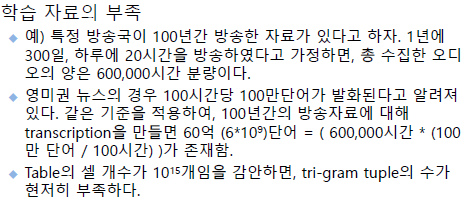 학습 자료의 부족
예) 특정 방송국이 100년간 방송한 자료가 있다고 하자. 1년에
300일, 하루에 20시간을 방송하였다고 가정하면, 총 수집한 오디
오의 양은 600,000시간 분량이다.
영미권 뉴스의 경우 100시간당 100만단어가 발화된다고 알려져
있다. 같은 기준을 적용하여, 100년간의 방송자료에 대해
transcription을 만들면 60억 (6*10⁹)단어 = ( 600,000시간 * (100
만 단어 / 100시간) )가 존재함.
Table의 셀 개수가 10¹⁵개임을 감안하면, tri-gram tuple의 수가
현저히 부족하다.